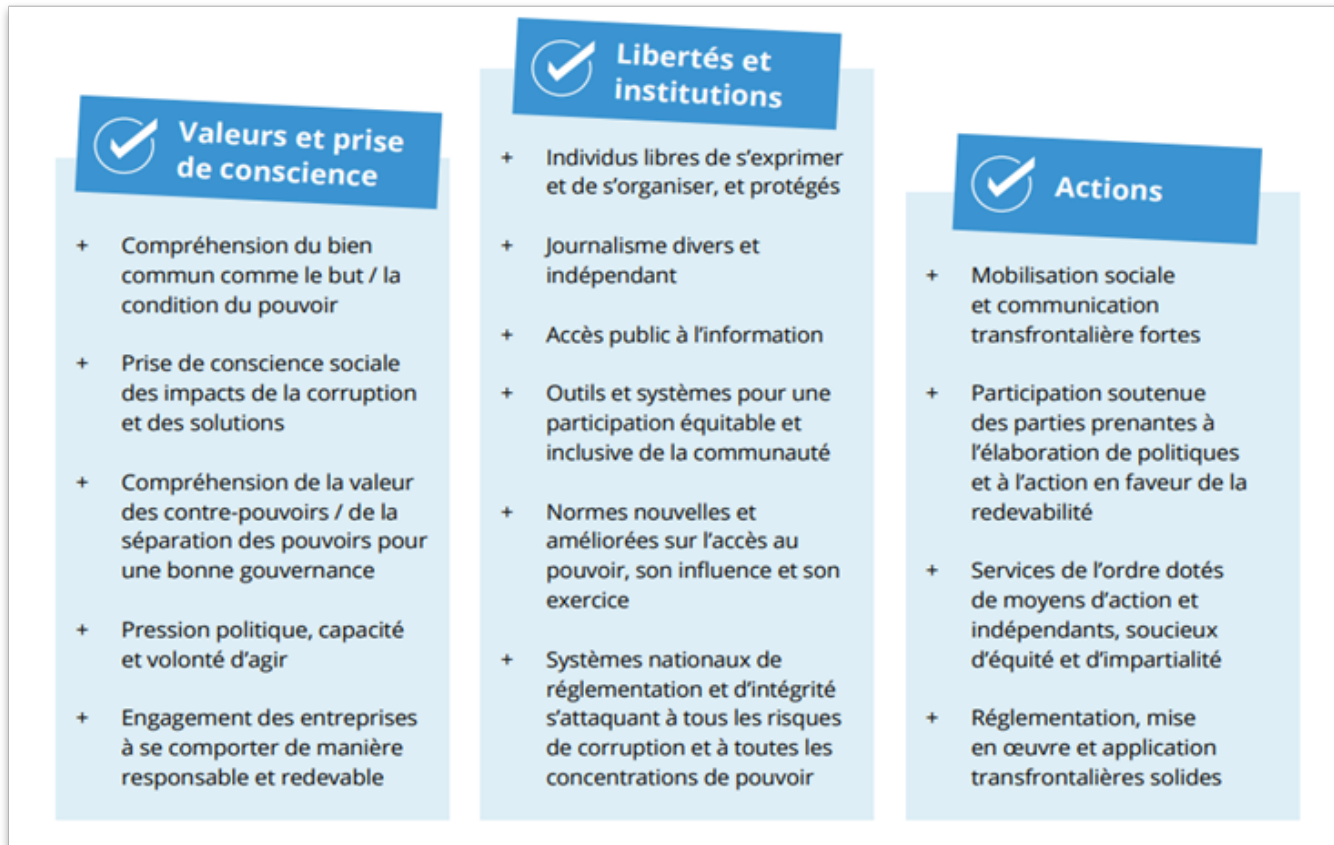 Valeurs et prise
de conscience
+ Compréhension du bien
commun comme le but / la
condition du pouvoir
+ Prise de conscience sociale
des impacts de la corruption
et des solutions
+ Compréhension de la valeur
des contre-pouvoirs / de la
séparation des pouvoirs pour
une bonne gouvernance
+ Pression politique, capacité
et volonté d’agir
+ Engagement des entreprises
à se comporter de manière
responsable et redevable
Libertés et
institutions
+ Individus libres de s’exprimer
et de s’organiser, et protégés
+ Journalisme divers et
indépendant
+ Accès public à l’information
+ Outils et systèmes pour une
participation équitable et
inclusive de la communauté
+ Normes nouvelles et
améliorées sur l’accès au
pouvoir, son influence et son
exercice
+ Systèmes nationaux de
réglementation et d’intégrité
s’attaquant à tous les risques
de corruption et à toutes les
concentrations de pouvoir
Actions
+ Mobilisation sociale
et communication
transfrontalière fortes
+ Participation soutenue
des parties prenantes à
l’élaboration de politiques
et à l’action en faveur de la
redevabilité
+ Services de l’ordre dotés
de moyens d’action et
indépendants, soucieux
d’équité et d’impartialité
+ Réglementation, mise
en œuvre et application
transfrontalières solides